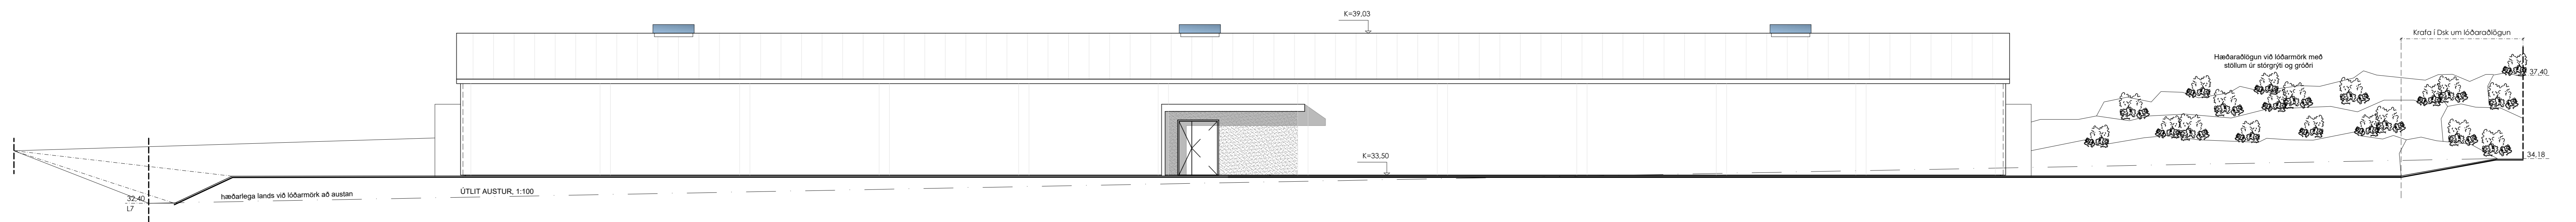 K=39,03
Krafa í Dsk um lóðaraðlögun
Hæðaraðlögun við lóðarmörk með
stöllum úr stórgrýti og gróðri
37,40
K=33,50
34,18
ÚTLIT AUSTUR, 1:100
hæðarlega lands við lóðarmörk að austan
32,40
L7